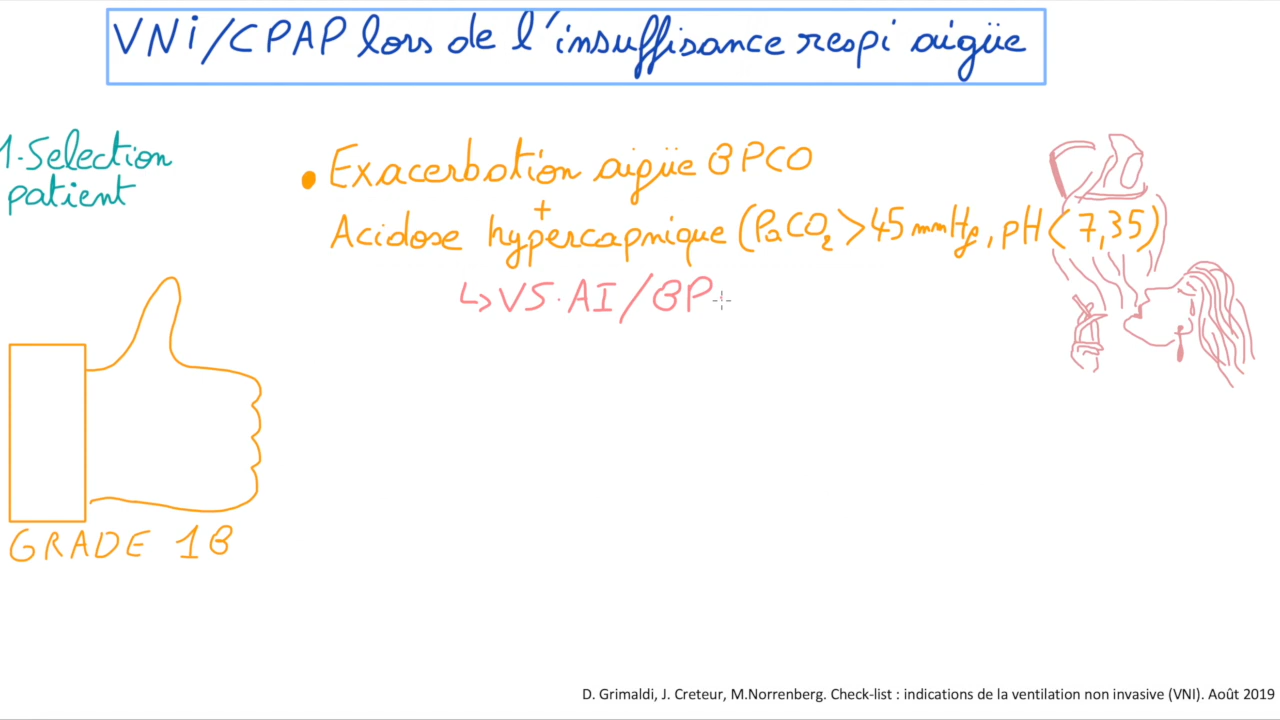 VNi/CPAP lors de l'insuffisance respi aigüe
1.Selection
patient
• Exacerbation aigüe BPCO
+
Acidose hypercapnique (PaCO₂>45 mmHg, pH< 7,35)
↳VS.AI/BP
GRADE 1B
D. Grimaldi, J. Creteur, M.Norrenberg. Check-list : indications de la ventilation non invasive (VNI). Août 2019